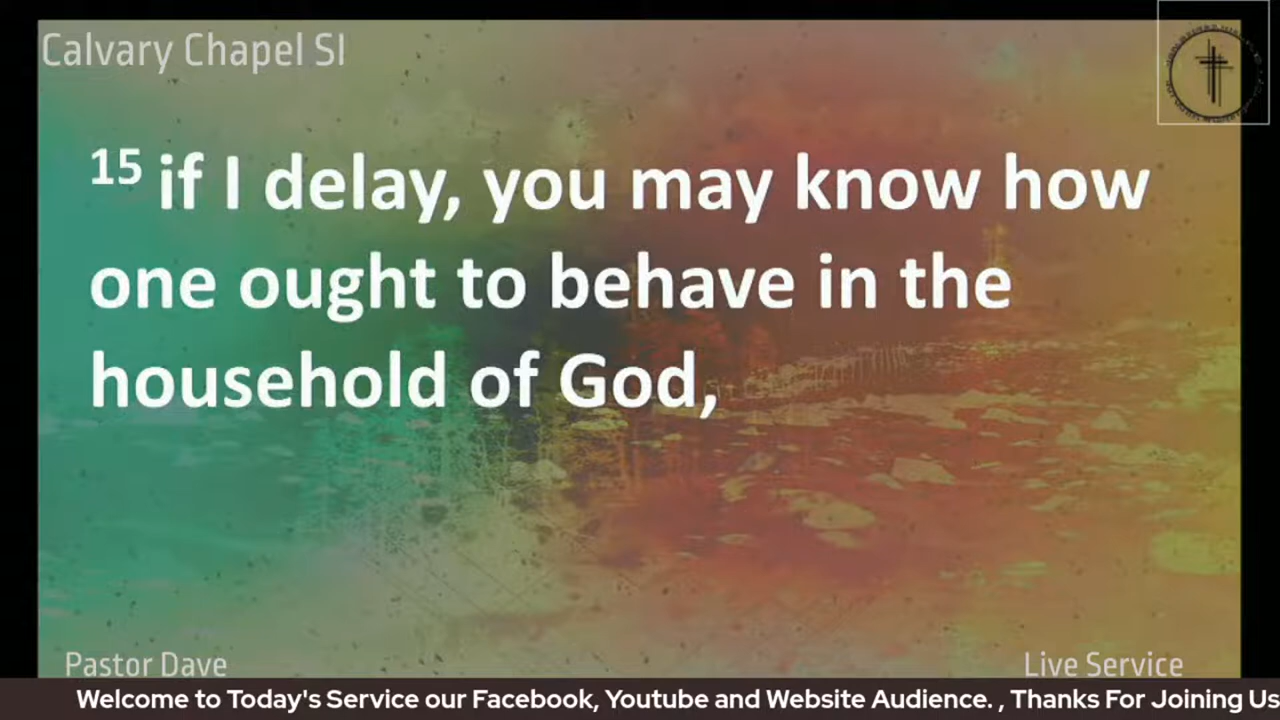 Calvary Chapel SI
15 if I delay, you may know how
one ought to behave in the
household of God,
Pastor Dave
Live Service
Welcome to Today's Service our Facebook, Youtube and Website Audience. , Thanks For Joining Us